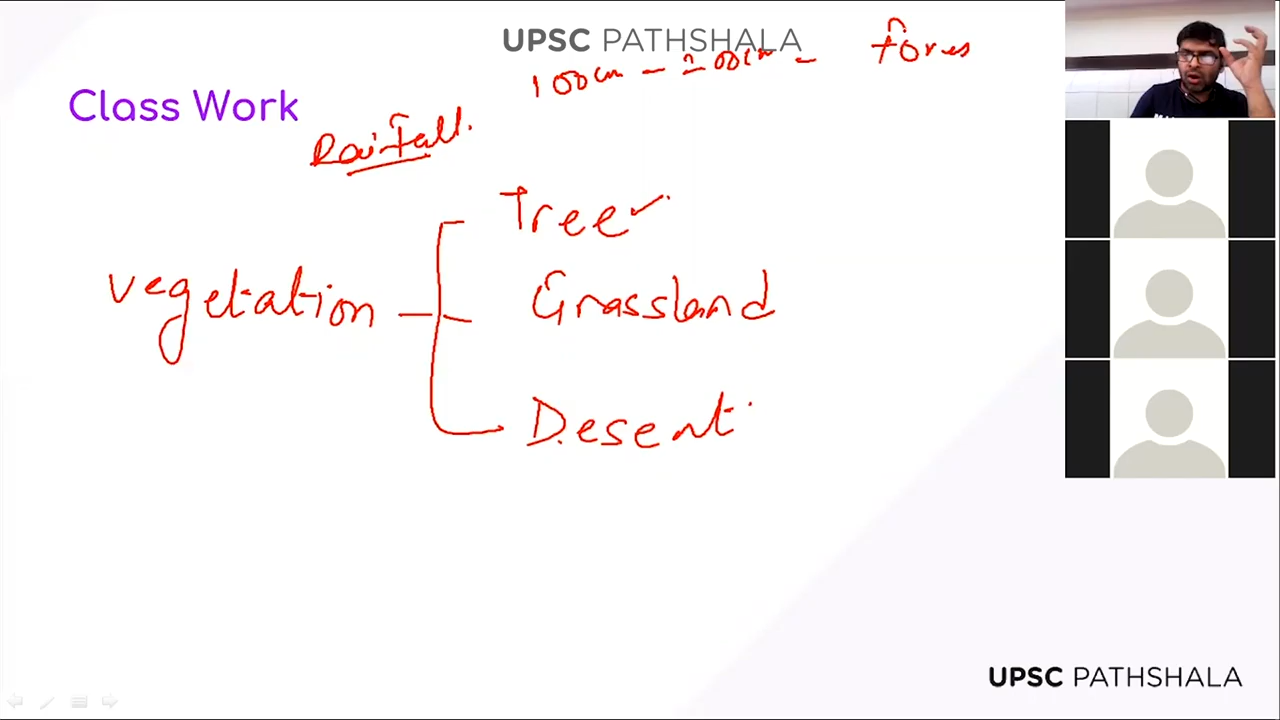 UPSC PATHSHALA
100cm - 200cm - fores
Class Work
Rainfall.
Tree
vegetation
Grassland
Desert
UPSC PATHSHALA